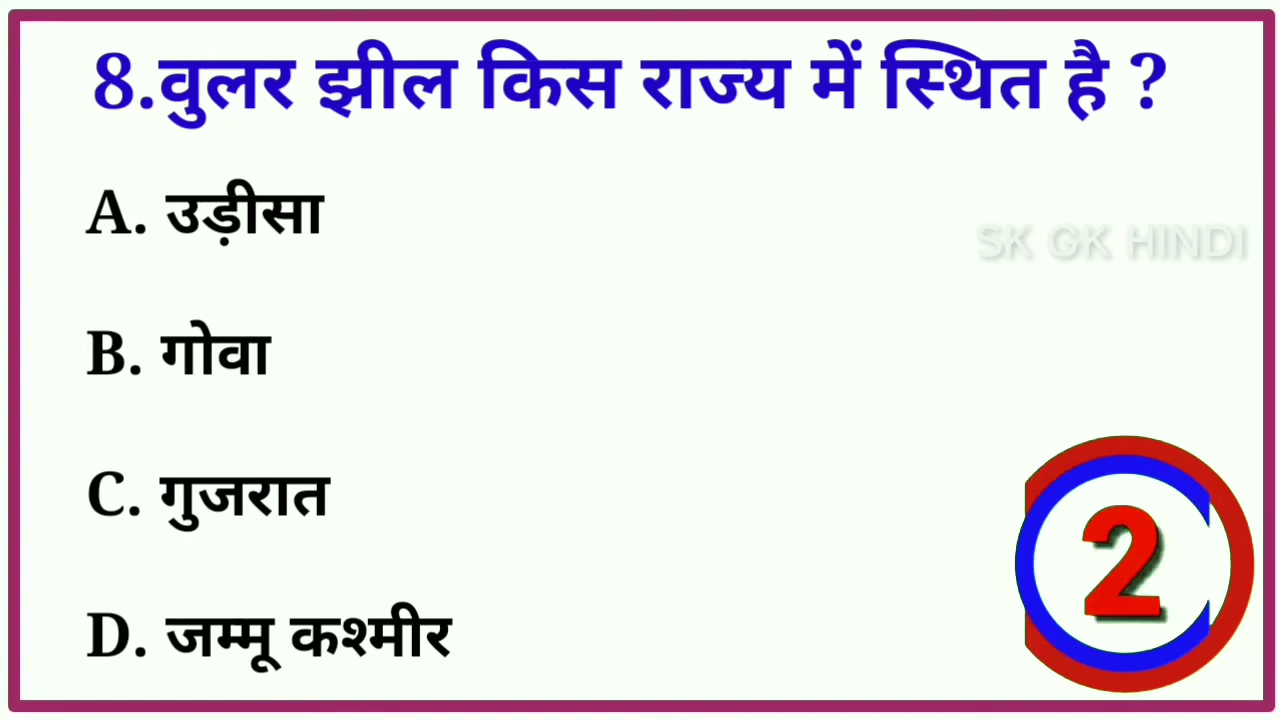 8.वुलर झील किस राज्य में स्थित है ?
A. उड़ीसा
SK GK HINDI
B. गोवा
C. गुजरात
2
D. जम्मू कश्मीर